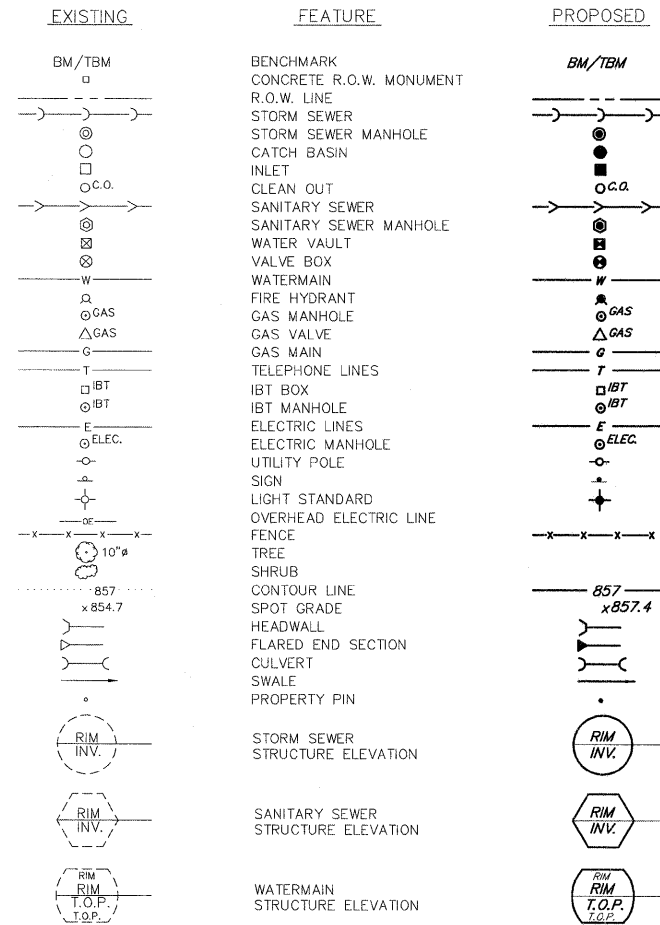 EXISTING FEATURE PROPOSED
BM/TBM BENCHMARK BM/TBM
CONCRETE R.O.W. MONUMENT
R.O.W. LINE
STORM SEWER
STORM SEWER MANHOLE
CATCH BASIN
INLET
C.O. CLEAN OUT C.O.
SANITARY SEWER
SANITARY SEWER MANHOLE
WATER VAULT
VALVE BOX
W WATERMAIN W
FIRE HYDRANT
GAS GAS MANHOLE GAS
GAS GAS VALVE GAS
G GAS MAIN G
T TELEPHONE LINES T
IBT IBT BOX IBT
IBT IBT MANHOLE IBT
E ELECTRIC LINES E
ELEC. ELECTRIC MANHOLE ELEC.
UTILITY POLE
SIGN
LIGHT STANDARD
OE OVERHEAD ELECTRIC LINE
x x x x FENCE x x x x
10"ø TREE
SHRUB
857 CONTOUR LINE 857
x854.7 SPOT GRADE x857.4
HEADWALL
FLARED END SECTION
CULVERT
SWALE
PROPERTY PIN
RIM STORM SEWER RIM
INV. STRUCTURE ELEVATION INV.
RIM SANITARY SEWER RIM
INV. STRUCTURE ELEVATION INV.
RIM RIM
RIM WATERMAIN RIM
T.O.P. STRUCTURE ELEVATION T.O.P.
T.O.P. T.O.P.